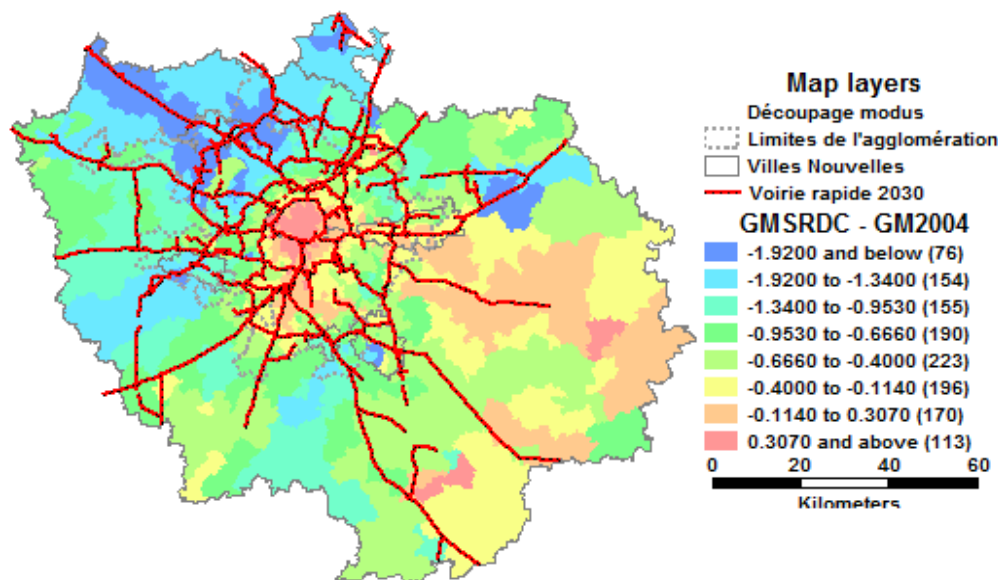 Map layers
Découpage modus
Limites de l'agglomération
Villes Nouvelles
Voirie rapide 2030
GMSRDC - GM2004
-1.9200 and below (76)
-1.9200 to -1.3400 (154)
-1.3400 to -0.9530 (155)
-0.9530 to -0.6660 (190)
-0.6660 to -0.4000 (223)
-0.4000 to -0.1140 (196)
-0.1140 to 0.3070 (170)
0.3070 and above (113)
0 20 40 60
Kilometers